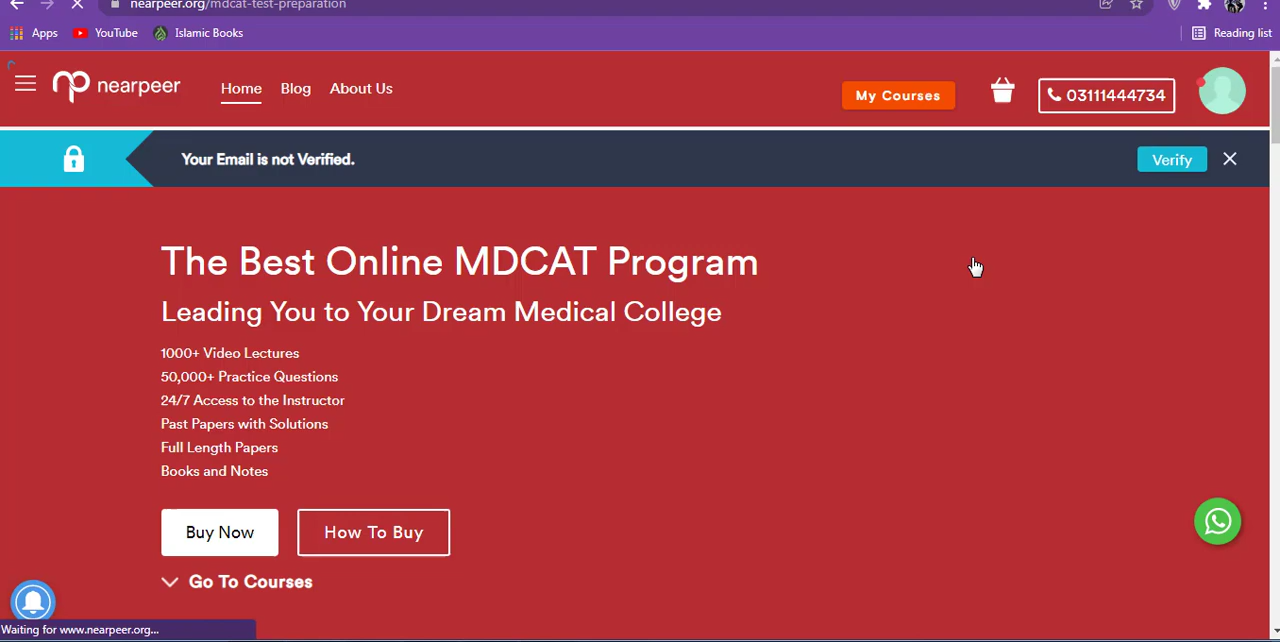 nearpeer.org/mdcat-test-preparation
Apps YouTube Islamic Books Reading list
nearpeer Home Blog About Us My Courses 03111444734
Your Email is not Verified. Verify
The Best Online MDCAT Program
Leading You to Your Dream Medical College
1000+ Video Lectures
50,000+ Practice Questions
24/7 Access to the Instructor
Past Papers with Solutions
Full Length Papers
Books and Notes
Buy Now How To Buy
Go To Courses
Waiting for www.nearpeer.org...